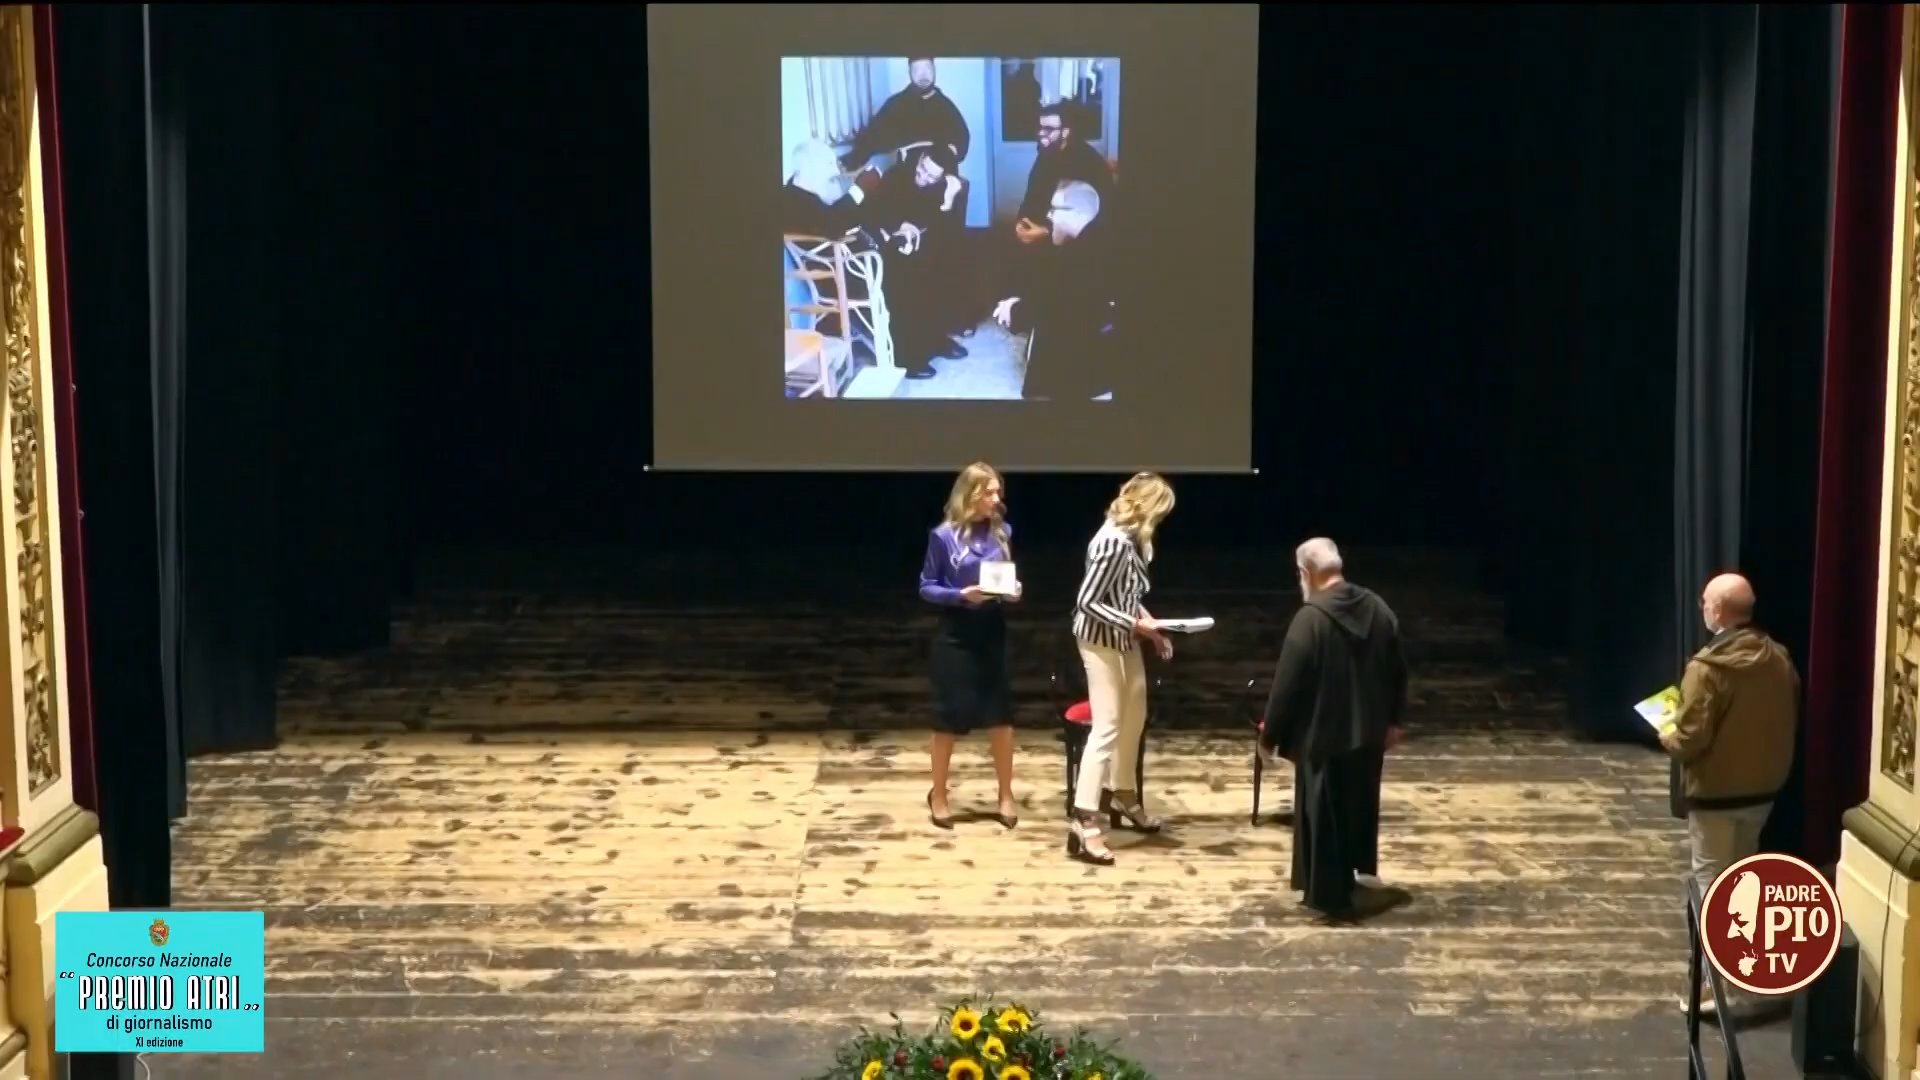 Concorso Nazionale
"PREMIO ATRI"
di giornalismo
XI edizione
PADRE
PIO
TV